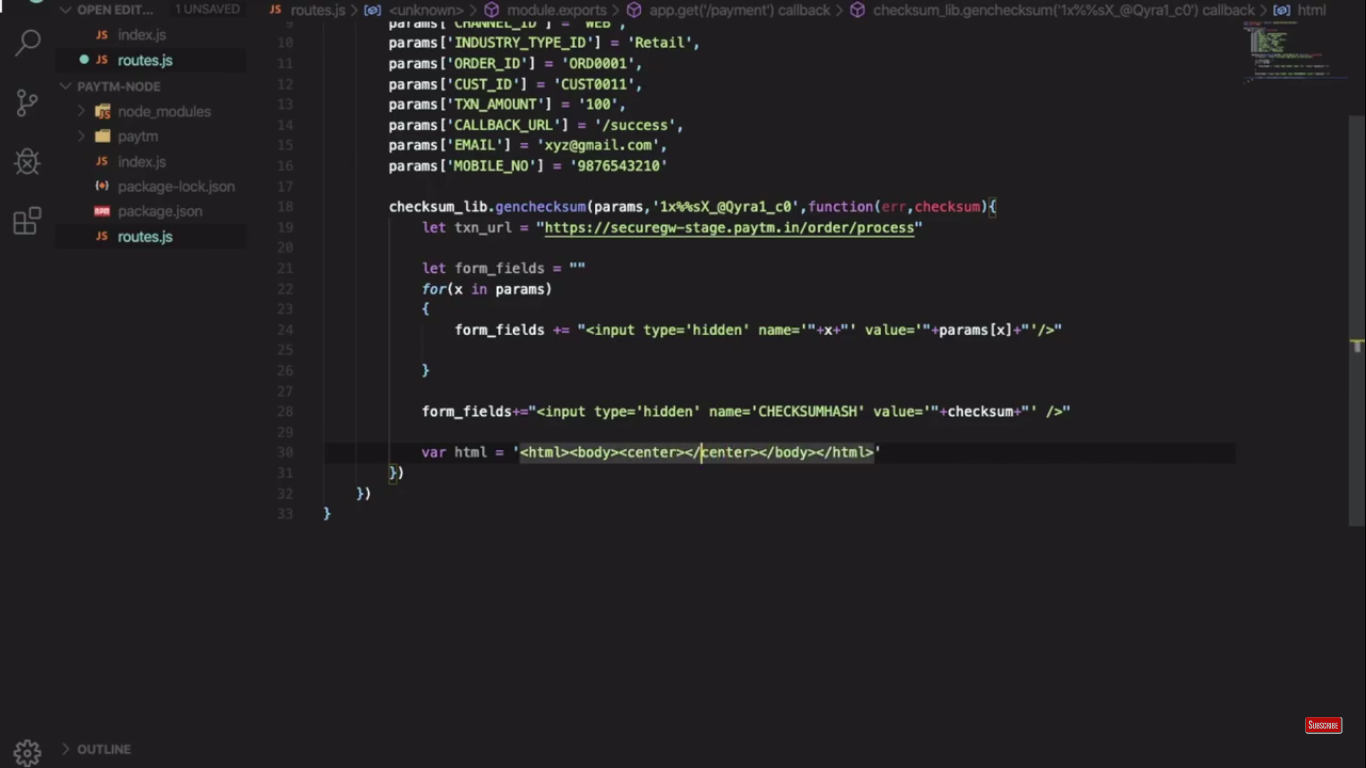 OPEN EDIT... 1 UNSAVED
JS index.js
JS routes.js
PAYTM-NODE
node_modules
paytm
JS index.js
package-lock.json
package.json
JS routes.js
OUTLINE
JS routes.js > <unknown> > module.exports > app.get('/payment') callback > checksum_lib.genchecksum('1x%%sX_@Qyra1_c0') callback > html
9 params['CHANNEL_ID'] = 'WEB',
10 params['INDUSTRY_TYPE_ID'] = 'Retail',
11 params['ORDER_ID'] = 'ORD0001',
12 params['CUST_ID'] = 'CUST0011',
13 params['TXN_AMOUNT'] = '100',
14 params['CALLBACK_URL'] = '/success',
15 params['EMAIL'] = 'xyz@gmail.com',
16 params['MOBILE_NO'] = '9876543210'
17
18 checksum_lib.genchecksum(params,'1x%%sX_@Qyra1_c0',function(err,checksum){
19 let txn_url = "https://securegw-stage.paytm.in/order/process"
20
21 let form_fields = ""
22 for(x in params)
23 {
24 form_fields += "<input type='hidden' name='"+x+"' value='"+params[x]+"'/>"
25
26 }
27
28 form_fields+="<input type='hidden' name='CHECKSUMHASH' value='"+checksum+"' />"
29
30 var html = '<html><body><center></center></body></html>'
31 })
32 })
33 }
SUBSCRIBE